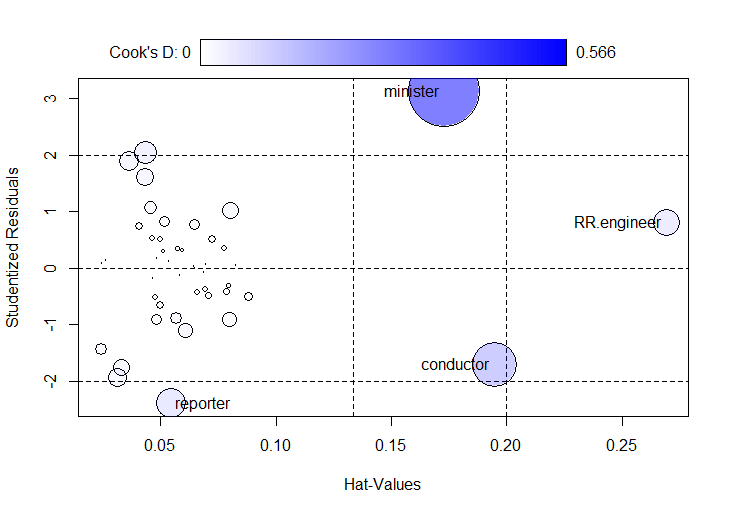 Cook's D: 0 0.566
Studentized Residuals
3
2
1
0
-1
-2
minister
RR.engineer
conductor
reporter
0.05 0.10 0.15 0.20 0.25
Hat-Values